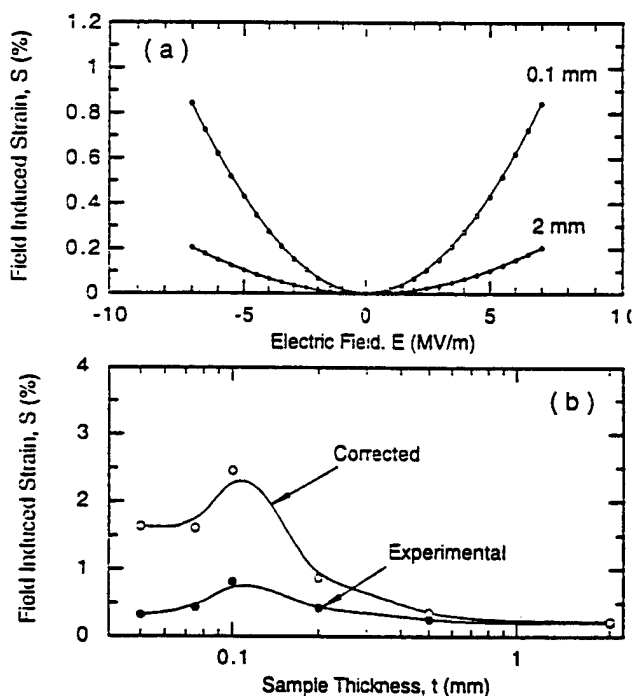 Field Induced Strain, S (%)
1.2
1
0.8
0.6
0.4
0.2
0
(a)
0.1 mm
2 mm
-10
-5
0
5
10
Electric Field. E (MV/m)
Field Induced Strain, S (%)
4
3
2
1
0
(b)
Corrected
Experimental
0.1
1
Sample Thickness, t (mm)